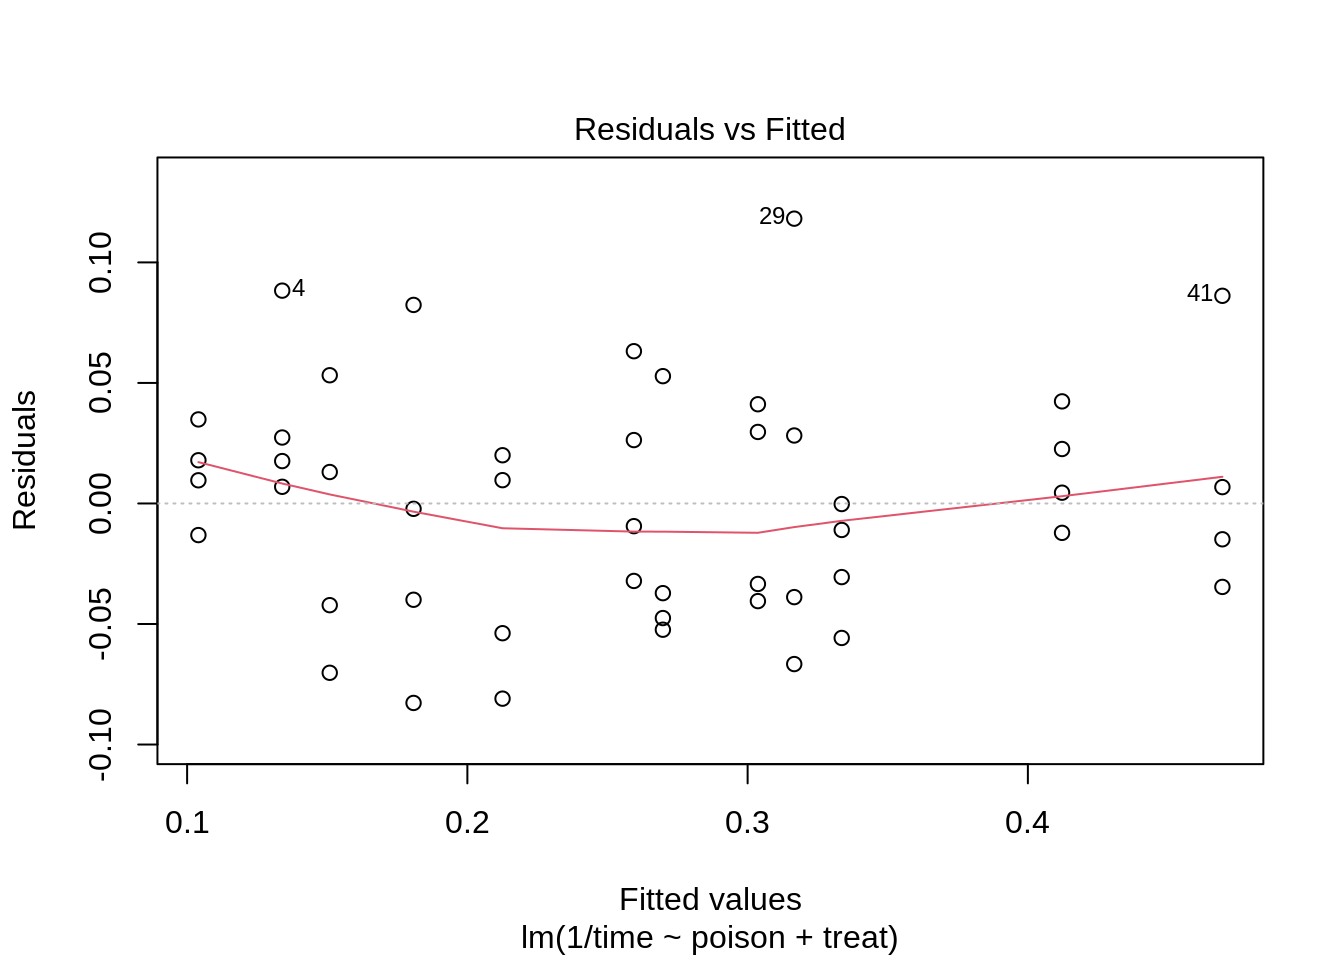 Residuals vs Fitted
Residuals
0.10
0.05
0.00
-0.05
-0.10
29
4
41
0.1 0.2 0.3 0.4
Fitted values
lm(1/time ~ poison + treat)